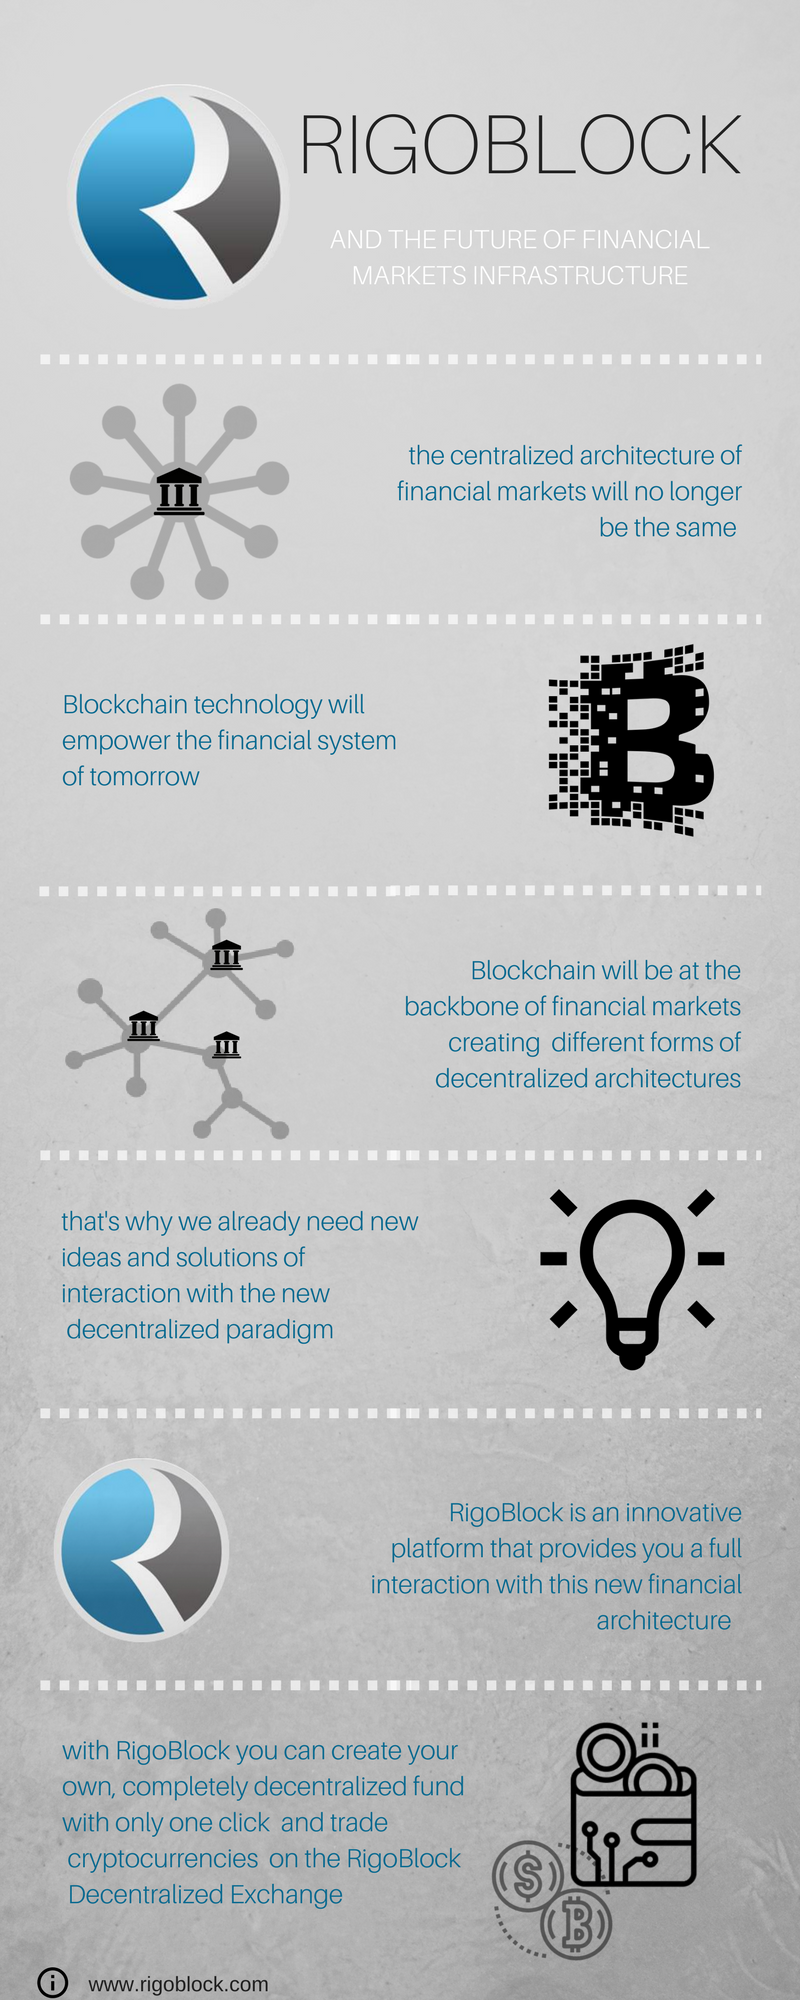 RIGOBLOCK
AND THE FUTURE OF FINANCIAL
MARKETS INFRASTRUCTURE
the centralized architecture of
financial markets will no longer
be the same
Blockchain technology will
empower the financial system
of tomorrow
Blockchain will be at the
backbone of financial markets
creating different forms of
decentralized architectures
that's why we already need new
ideas and solutions of
interaction with the new
decentralized paradigm
RigoBlock is an innovative
platform that provides you a full
interaction with this new financial
architecture
with RigoBlock you can create your
own, completely decentralized fund
with only one click and trade
cryptocurrencies on the RigoBlock
Decentralized Exchange
www.rigoblock.com